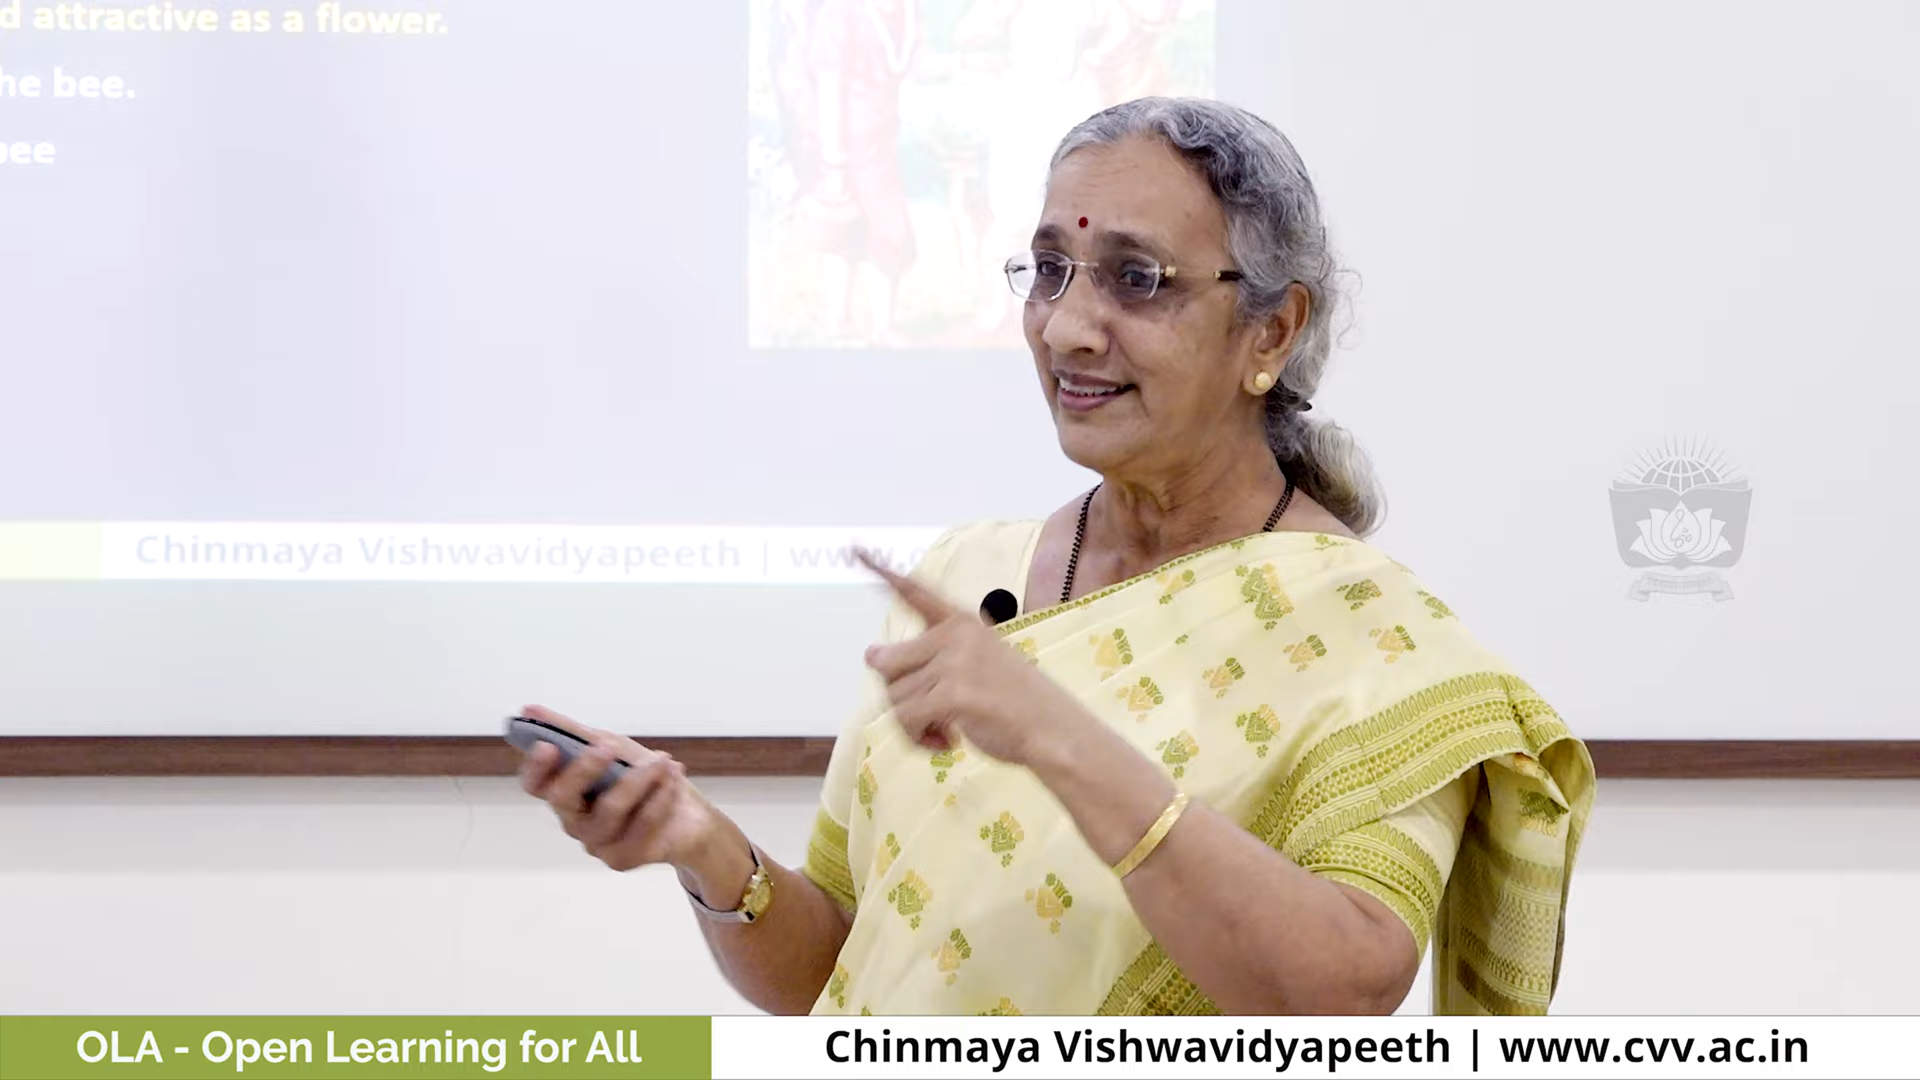 d attractive as a flower.
he bee.
bee
Chinmaya Vishwavidyapeeth | www.
OLA - Open Learning for All
Chinmaya Vishwavidyapeeth | www.cvv.ac.in